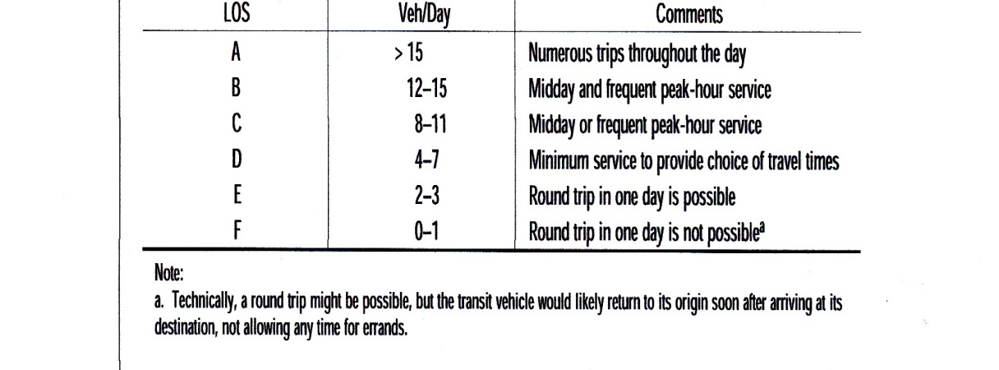 LOS Veh/Day Comments
A > 15 Numerous trips throughout the day
B 12–15 Midday and frequent peak-hour service
C 8–11 Midday or frequent peak-hour service
D 4–7 Minimum service to provide choice of travel times
E 2–3 Round trip in one day is possible
F 0–1 Round trip in one day is not possibleᵃ
Note:
a. Technically, a round trip might be possible, but the transit vehicle would likely return to its origin soon after arriving at its
destination, not allowing any time for errands.